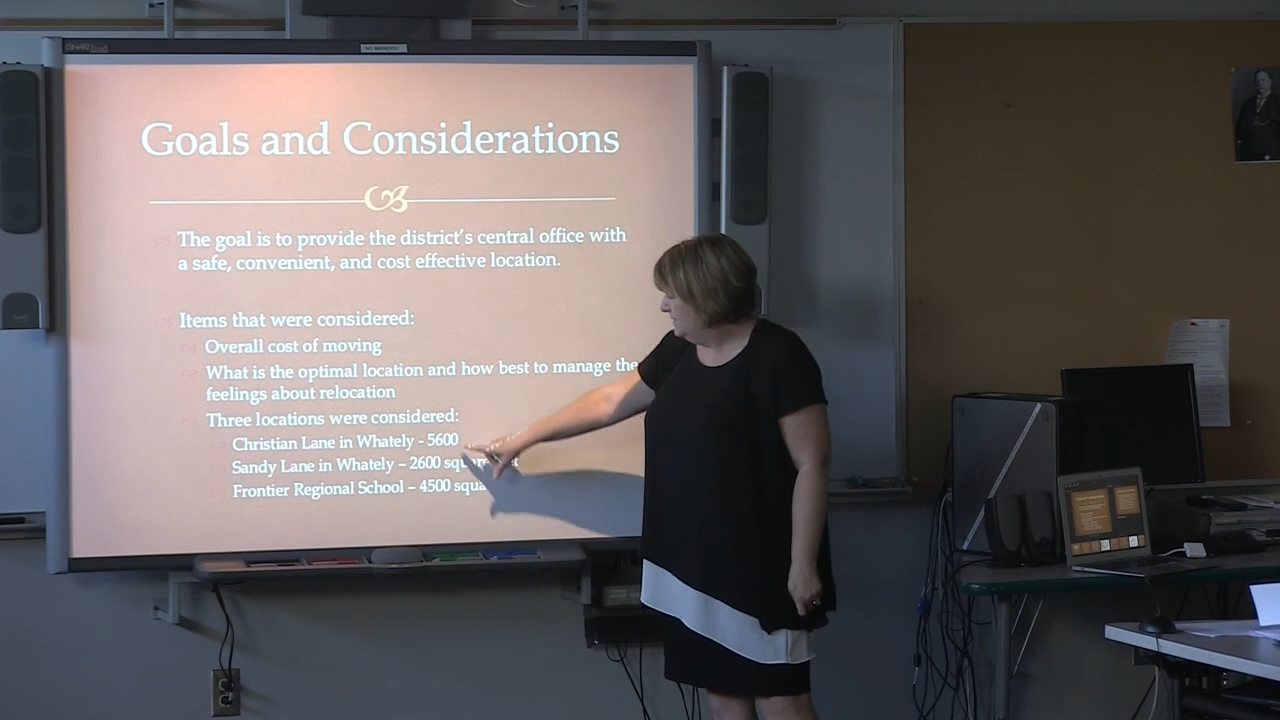 NO MARKERS
Goals and Considerations
The goal is to provide the district's central office with
a safe, convenient, and cost effective location.
Items that were considered:
Overall cost of moving
What is the optimal location and how best to manage the
feelings about relocation
Three locations were considered:
Christian Lane in Whately - 5600
Sandy Lane in Whately – 2600
Frontier Regional School – 4500